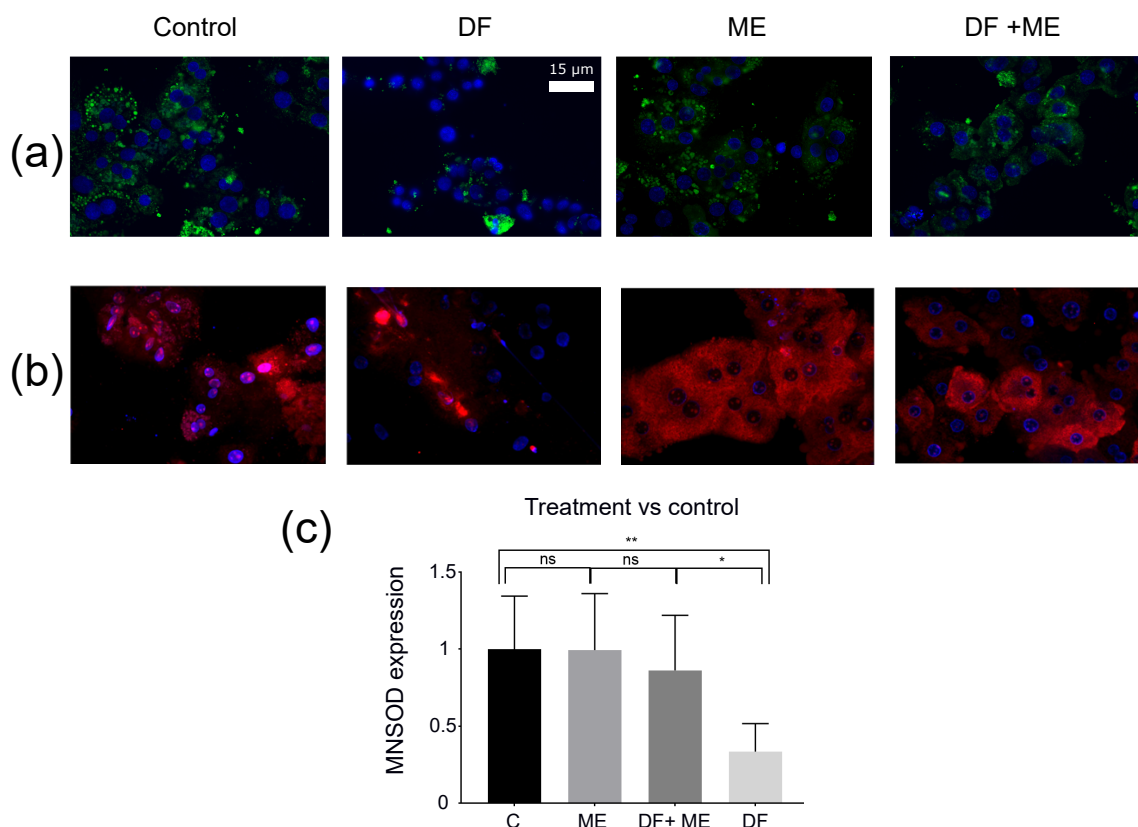 Control DF ME DF +ME
(a)
15 µm
(b)
(c)
Treatment vs control
**
ns ns *
MNSOD expression
1.5
1
0.5
0
C ME DF+ ME DF